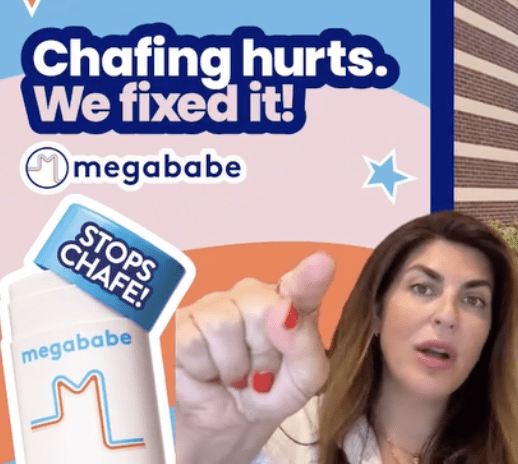 Chafing hurts.
We fixed it!
megababe
STOPS
CHAFE!
megababe